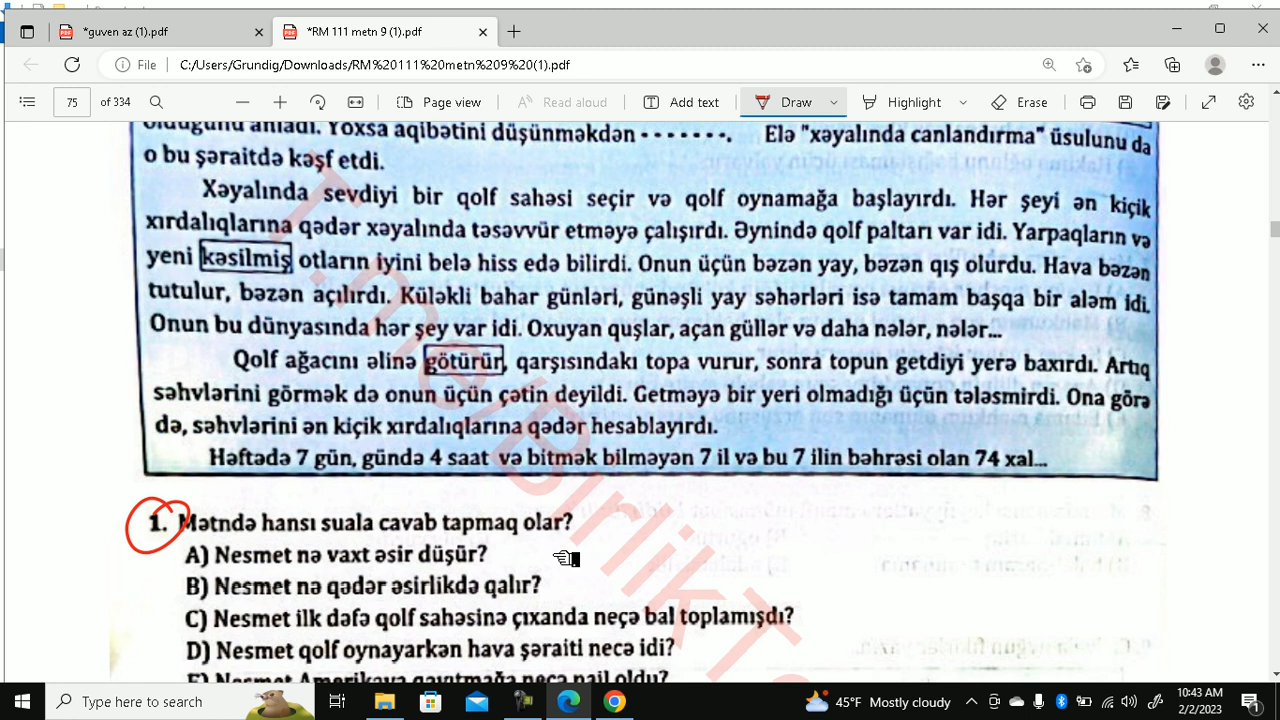 *guven az (1).pdf
*RM 111 metn 9 (1).pdf
File C:/Users/Grundig/Downloads/RM%20111%20metn%209%20(1).pdf
75 of 334 Page view Read aloud Add text Draw Highlight Erase
olduğunu anladı. Yoxsa aqibətini düşünməkdən - - - - - - -. Elə "xəyalında canlandırma" üsulunu da
o bu şəraitdə kəşf etdi.
Xəyalında sevdiyi bir qolf sahəsi seçir və qolf oynamağa başlayırdı. Hər şeyi ən kiçik
xırdalıqlarına qədər xəyalında təsəvvür etməyə çalışırdı. Əynində qolf paltarı var idi. Yarpaqların və
yeni kəsilmiş otların iyini belə hiss edə bilirdi. Onun üçün bəzən yay, bəzən qış olurdu. Hava bəzən
tutulur, bəzən açılırdı. Küləkli bahar günləri, günəşli yay səhərləri isə tamam başqa bir aləm idi.
Onun bu dünyasında hər şey var idi. Oxuyan quşlar, açan güllər və daha nələr, nələr...
Qolf ağacını əlinə götürür, qarşısındakı topa vurur, sonra topun getdiyi yerə baxırdı. Artıq
səhvlərini görmək də onun üçün çətin deyildi. Getməyə bir yeri olmadığı üçün tələsmirdi. Ona görə
də, səhvlərini ən kiçik xırdalıqlarına qədər hesablayırdı.
Həftədə 7 gün, gündə 4 saat və bitmək bilməyən 7 il və bu 7 ilin bəhrəsi olan 74 xal...
1. Mətndə hansı suala cavab tapmaq olar?
A) Nesmet nə vaxt əsir düşür?
B) Nesmet nə qədər əsirlikdə qalır?
C) Nesmet ilk dəfə qolf sahəsinə çıxanda neçə bal toplamışdı?
D) Nesmet qolf oynayarkən hava şəraiti necə idi?
E) Nesmet Amerikaya qayıtmağa necə nail oldu?
Type here to search
45°F Mostly cloudy
10:43 AM
2/2/2023